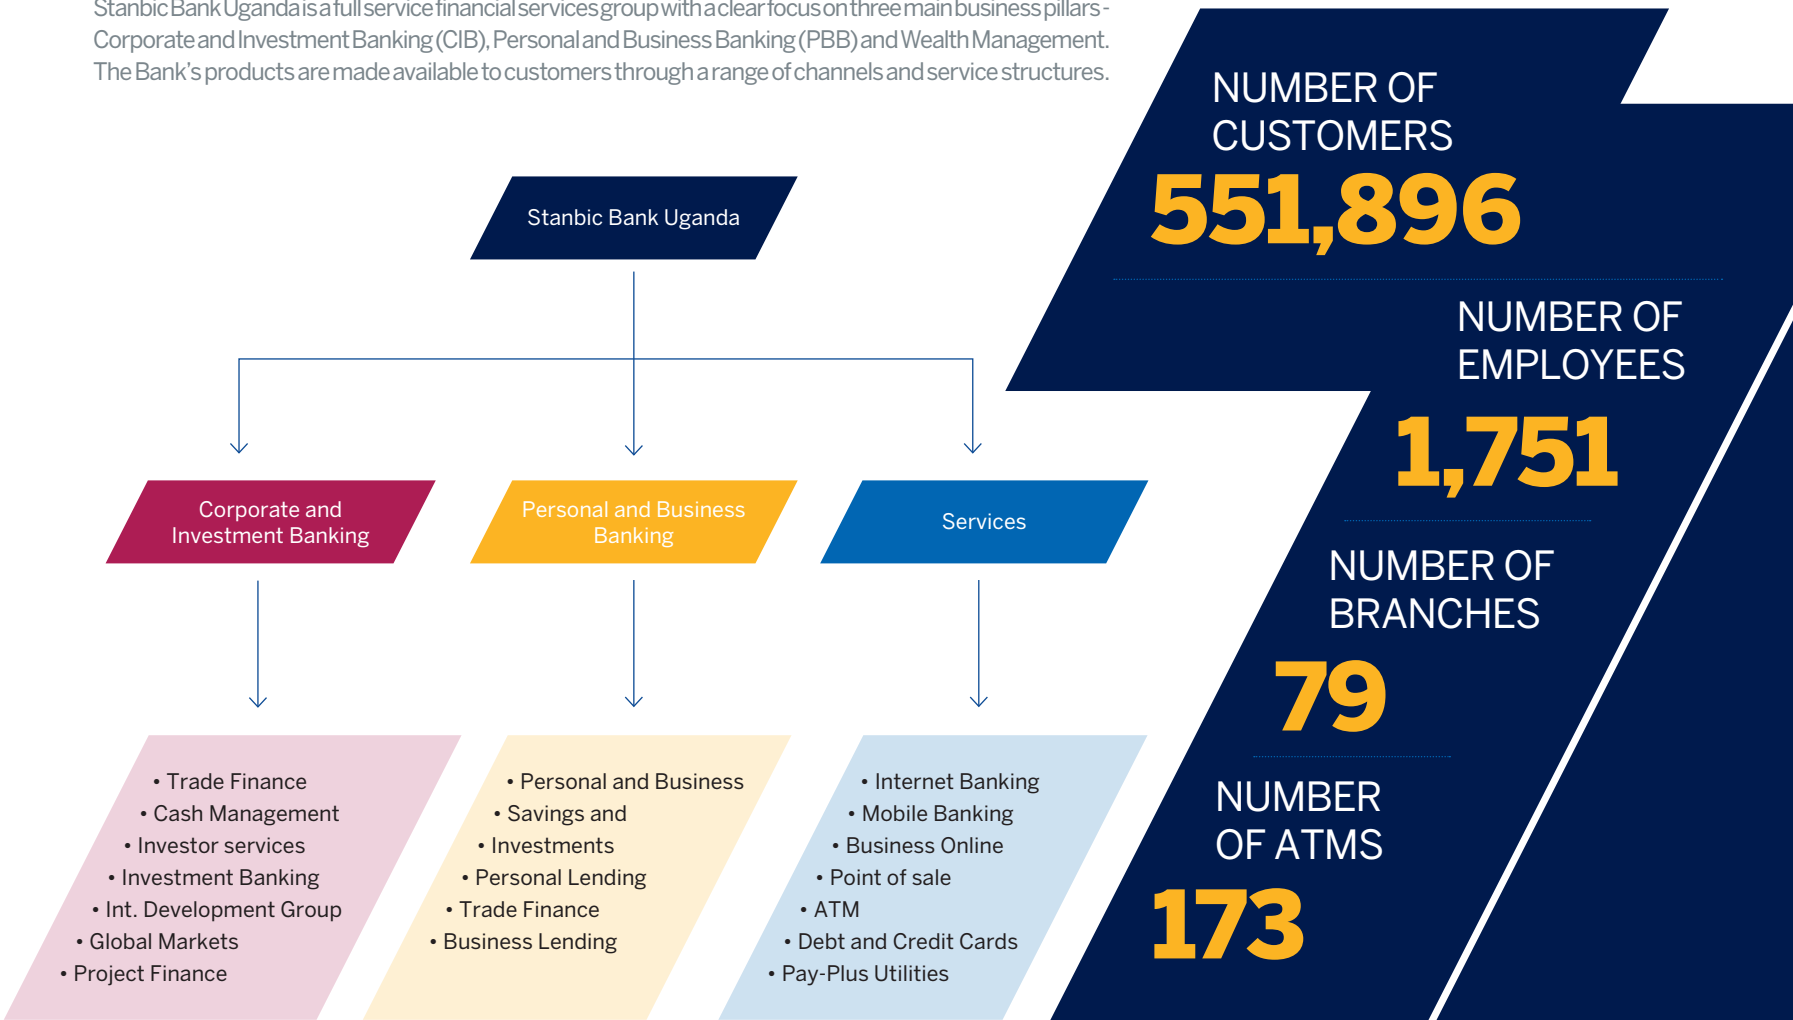 Stanbic Bank Uganda is a full service financial services group with a clear focus on three main business pillars -
Corporate and Investment Banking (CIB), Personal and Business Banking (PBB) and Wealth Management.
The Bank's products are made available to customers through a range of channels and service structures.
Stanbic Bank Uganda
Corporate and
Investment Banking
Personal and Business
Banking
Services
• Trade Finance
• Cash Management
• Investor services
• Investment Banking
• Int. Development Group
• Global Markets
• Project Finance
• Personal and Business
• Savings and
• Investments
• Personal Lending
• Trade Finance
• Business Lending
• Internet Banking
• Mobile Banking
• Business Online
• Point of sale
• ATM
• Debt and Credit Cards
• Pay-Plus Utilities
NUMBER OF
CUSTOMERS
551,896
NUMBER OF
EMPLOYEES
1,751
NUMBER OF
BRANCHES
79
NUMBER
OF ATMS
173